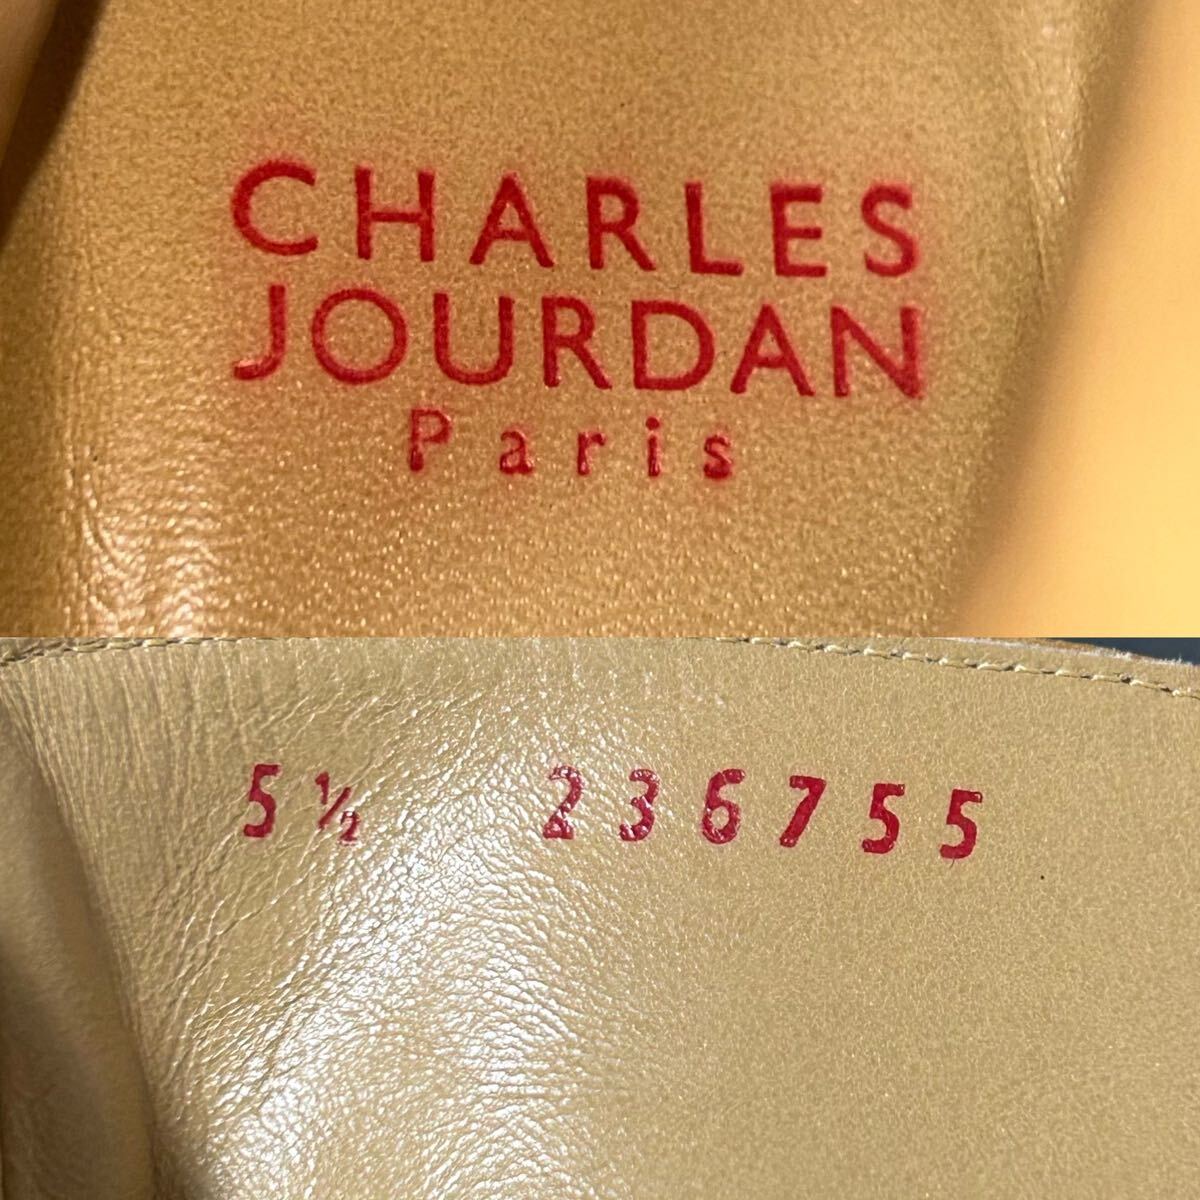 CHARLES
JOURDAN
Paris
5½ 236755